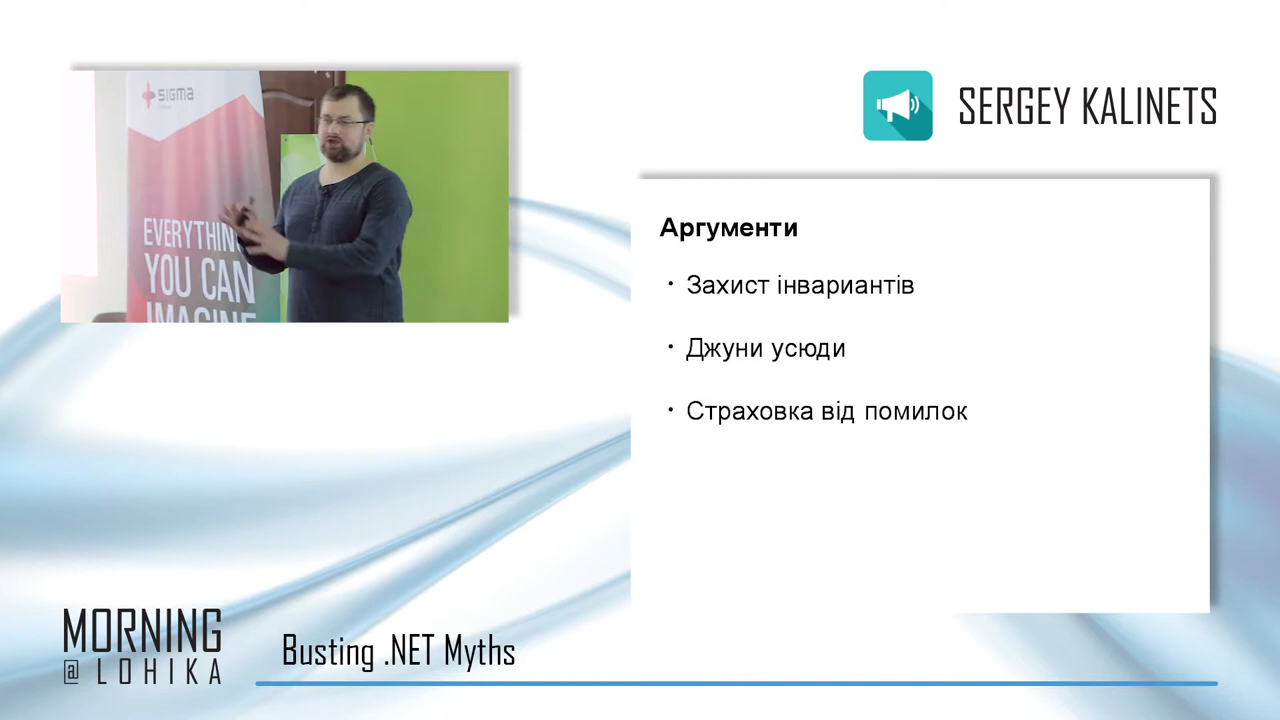 SIGMA
EVERYTHING
YOU CAN
IMAGINE
SERGEY KALINETS
Аргументи
• Захист інвариантів
• Джуни усюди
• Страховка від помилок
MORNING
@ LOHIKA
Busting .NET Myths